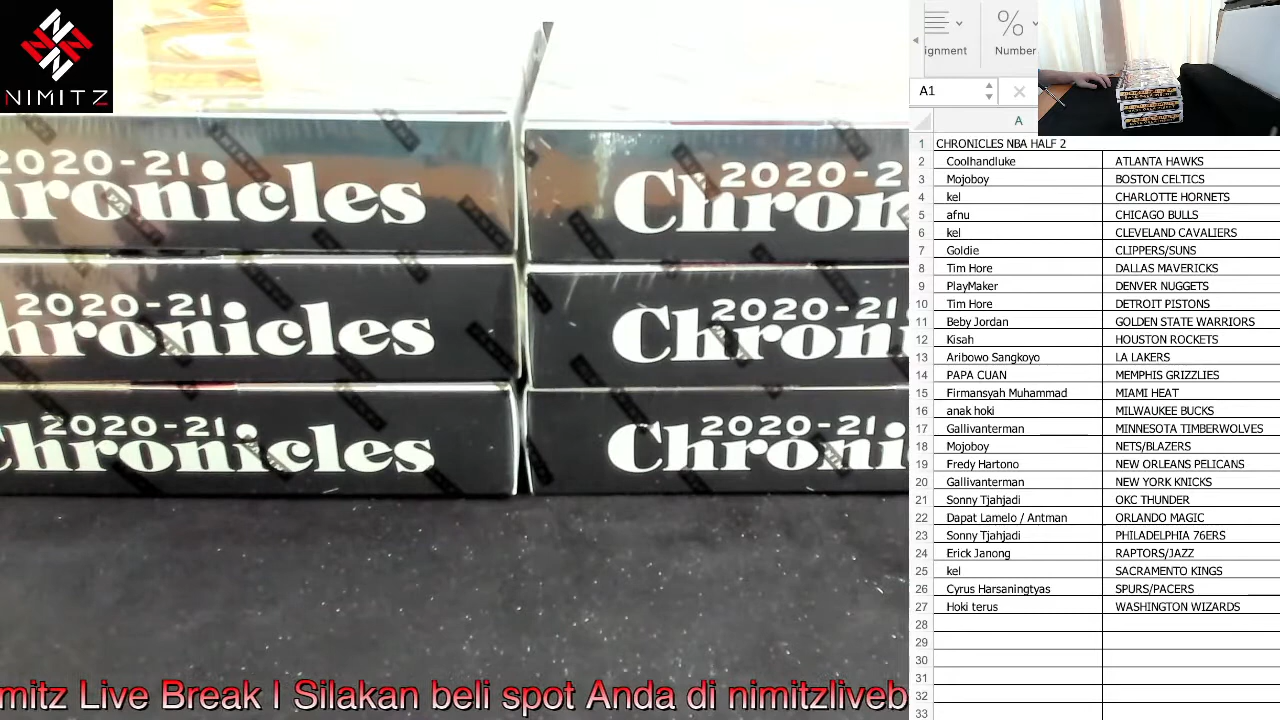 NIMITZ
2020-21
Chronicles
2020-2
Chron
2020-21
Chronicles
2020-21
Chron
2020-21
Chronicles
2020-21
Chroni
mitz Live Break I Silakan beli spot Anda di nimitzliveb
ignment
%
Number
A1
A
1 CHRONICLES NBA HALF 2
2 Coolhandluke ATLANTA HAWKS
3 Mojoboy BOSTON CELTICS
4 kel CHARLOTTE HORNETS
5 afnu CHICAGO BULLS
6 kel CLEVELAND CAVALIERS
7 Goldie CLIPPERS/SUNS
8 Tim Hore DALLAS MAVERICKS
9 PlayMaker DENVER NUGGETS
10 Tim Hore DETROIT PISTONS
11 Beby Jordan GOLDEN STATE WARRIORS
12 Kisah HOUSTON ROCKETS
13 Aribowo Sangkoyo LA LAKERS
14 PAPA CUAN MEMPHIS GRIZZLIES
15 Firmansyah Muhammad MIAMI HEAT
16 anak hoki MILWAUKEE BUCKS
17 Gallivanterman MINNESOTA TIMBERWOLVES
18 Mojoboy NETS/BLAZERS
19 Fredy Hartono NEW ORLEANS PELICANS
20 Gallivanterman NEW YORK KNICKS
21 Sonny Tjahjadi OKC THUNDER
22 Dapat Lamelo / Antman ORLANDO MAGIC
23 Sonny Tjahjadi PHILADELPHIA 76ERS
24 Erick Janong RAPTORS/JAZZ
25 kel SACRAMENTO KINGS
26 Cyrus Harsaningtyas SPURS/PACERS
27 Hoki terus WASHINGTON WIZARDS
28
29
30
31
32
33